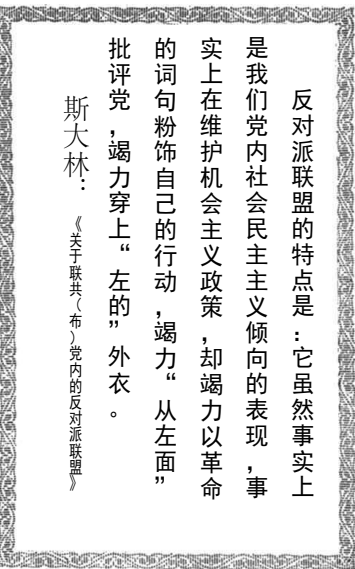 反对派联盟的特点是：它虽然事实上
是我们党内社会民主主义倾向的表现，事
实上在维护机会主义政策，却竭力以革命
的词句粉饰自己的行动，竭力“从左面”
批评党，竭力穿上“左的”外衣。
斯大林：《关于联共（布）党内的反对派联盟》